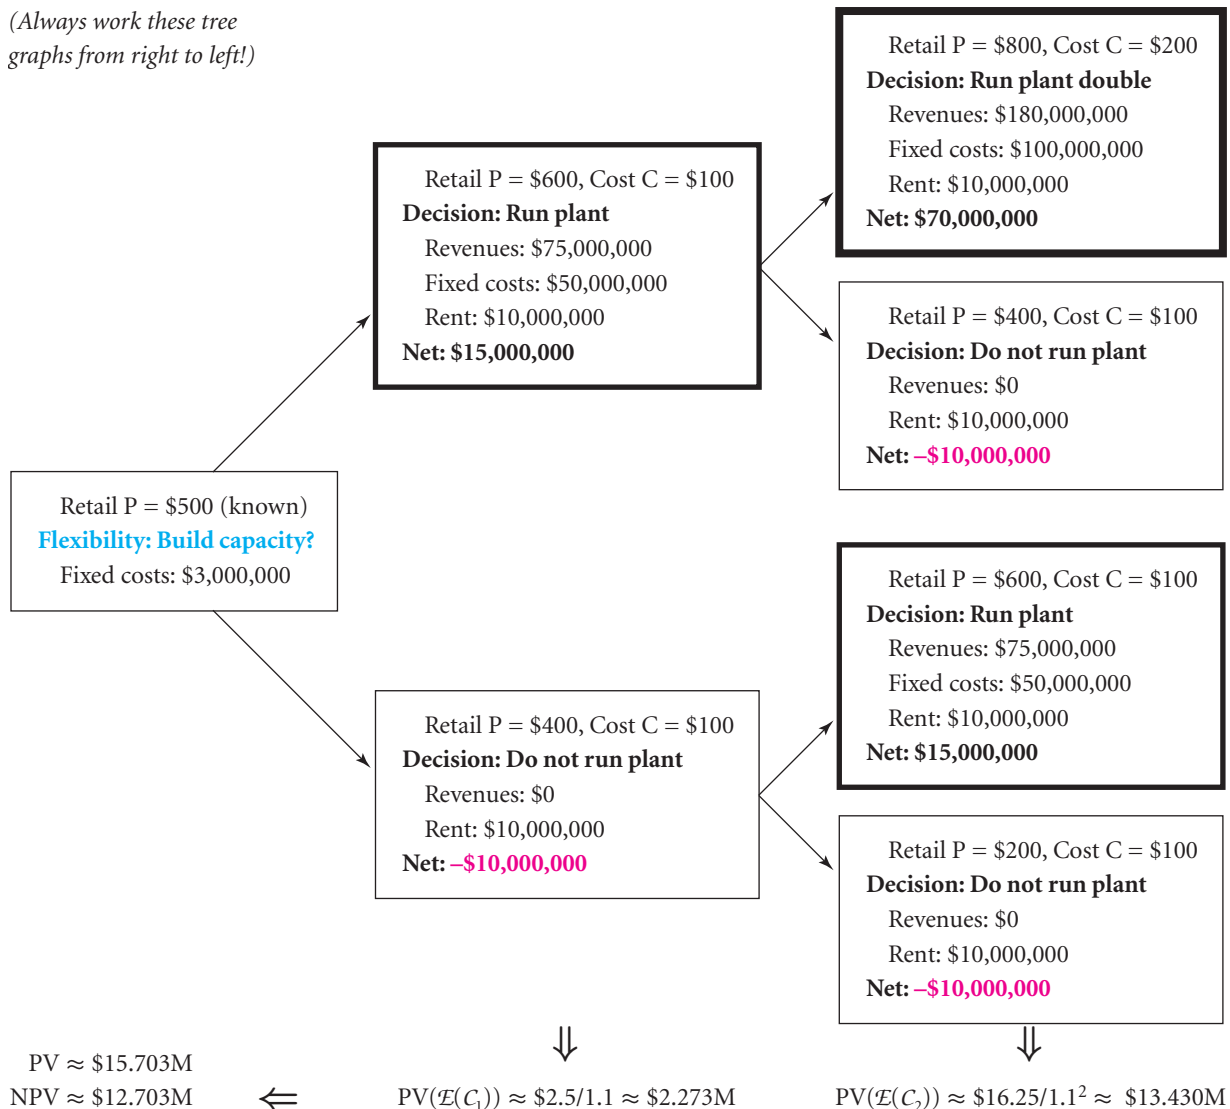 (Always work these tree
graphs from right to left!)
Retail P = $500 (known)
Flexibility: Build capacity?
Fixed costs: $3,000,000
Retail P = $600, Cost C = $100
Decision: Run plant
Revenues: $75,000,000
Fixed costs: $50,000,000
Rent: $10,000,000
Net: $15,000,000
Retail P = $400, Cost C = $100
Decision: Do not run plant
Revenues: $0
Rent: $10,000,000
Net: –$10,000,000
Retail P = $800, Cost C = $200
Decision: Run plant double
Revenues: $180,000,000
Fixed costs: $100,000,000
Rent: $10,000,000
Net: $70,000,000
Retail P = $400, Cost C = $100
Decision: Do not run plant
Revenues: $0
Rent: $10,000,000
Net: –$10,000,000
Retail P = $600, Cost C = $100
Decision: Run plant
Revenues: $75,000,000
Fixed costs: $50,000,000
Rent: $10,000,000
Net: $15,000,000
Retail P = $200, Cost C = $100
Decision: Do not run plant
Revenues: $0
Rent: $10,000,000
Net: –$10,000,000
PV ≈ $15.703M
NPV ≈ $12.703M ⇐ PV(ℰ(𝒞₁)) ≈ $2.5/1.1 ≈ $2.273M PV(ℰ(𝒞₂)) ≈ $16.25/1.1² ≈ $13.430M